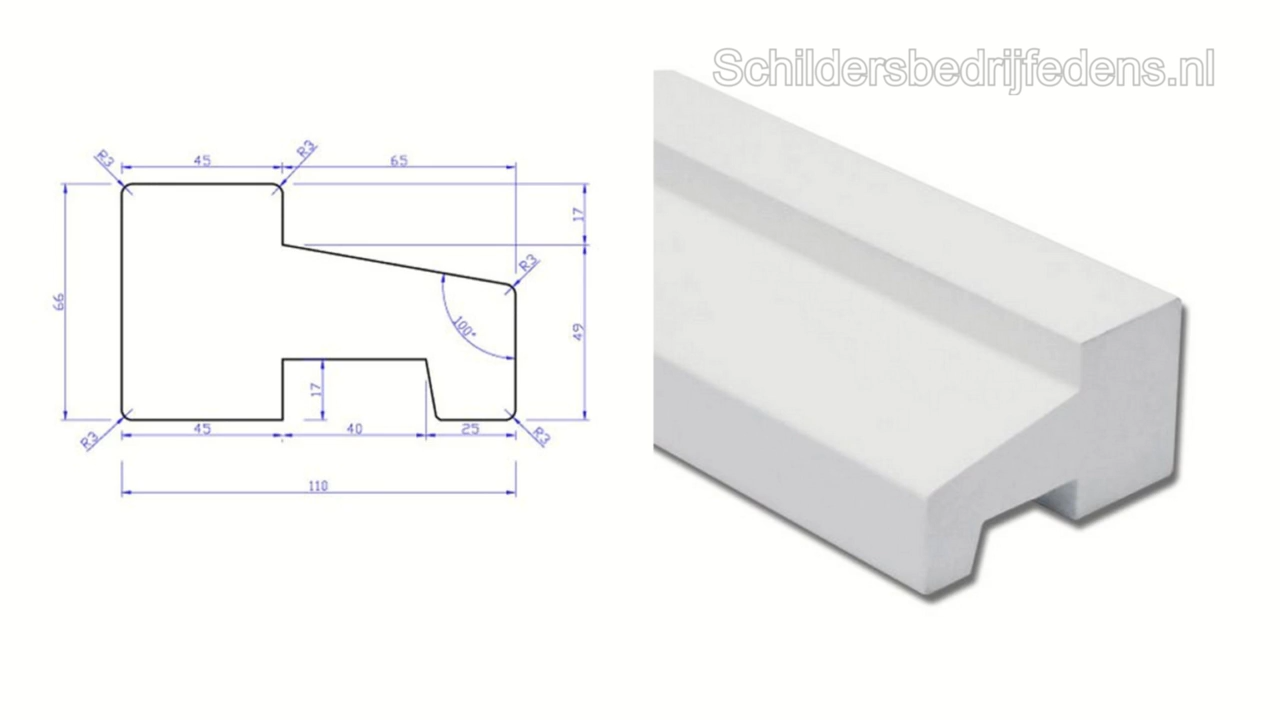 Schildersbedrijfedens.nl
R3 45 R3 65
17
R3
66
100°
49
17
R3 45 40 25 R3
110